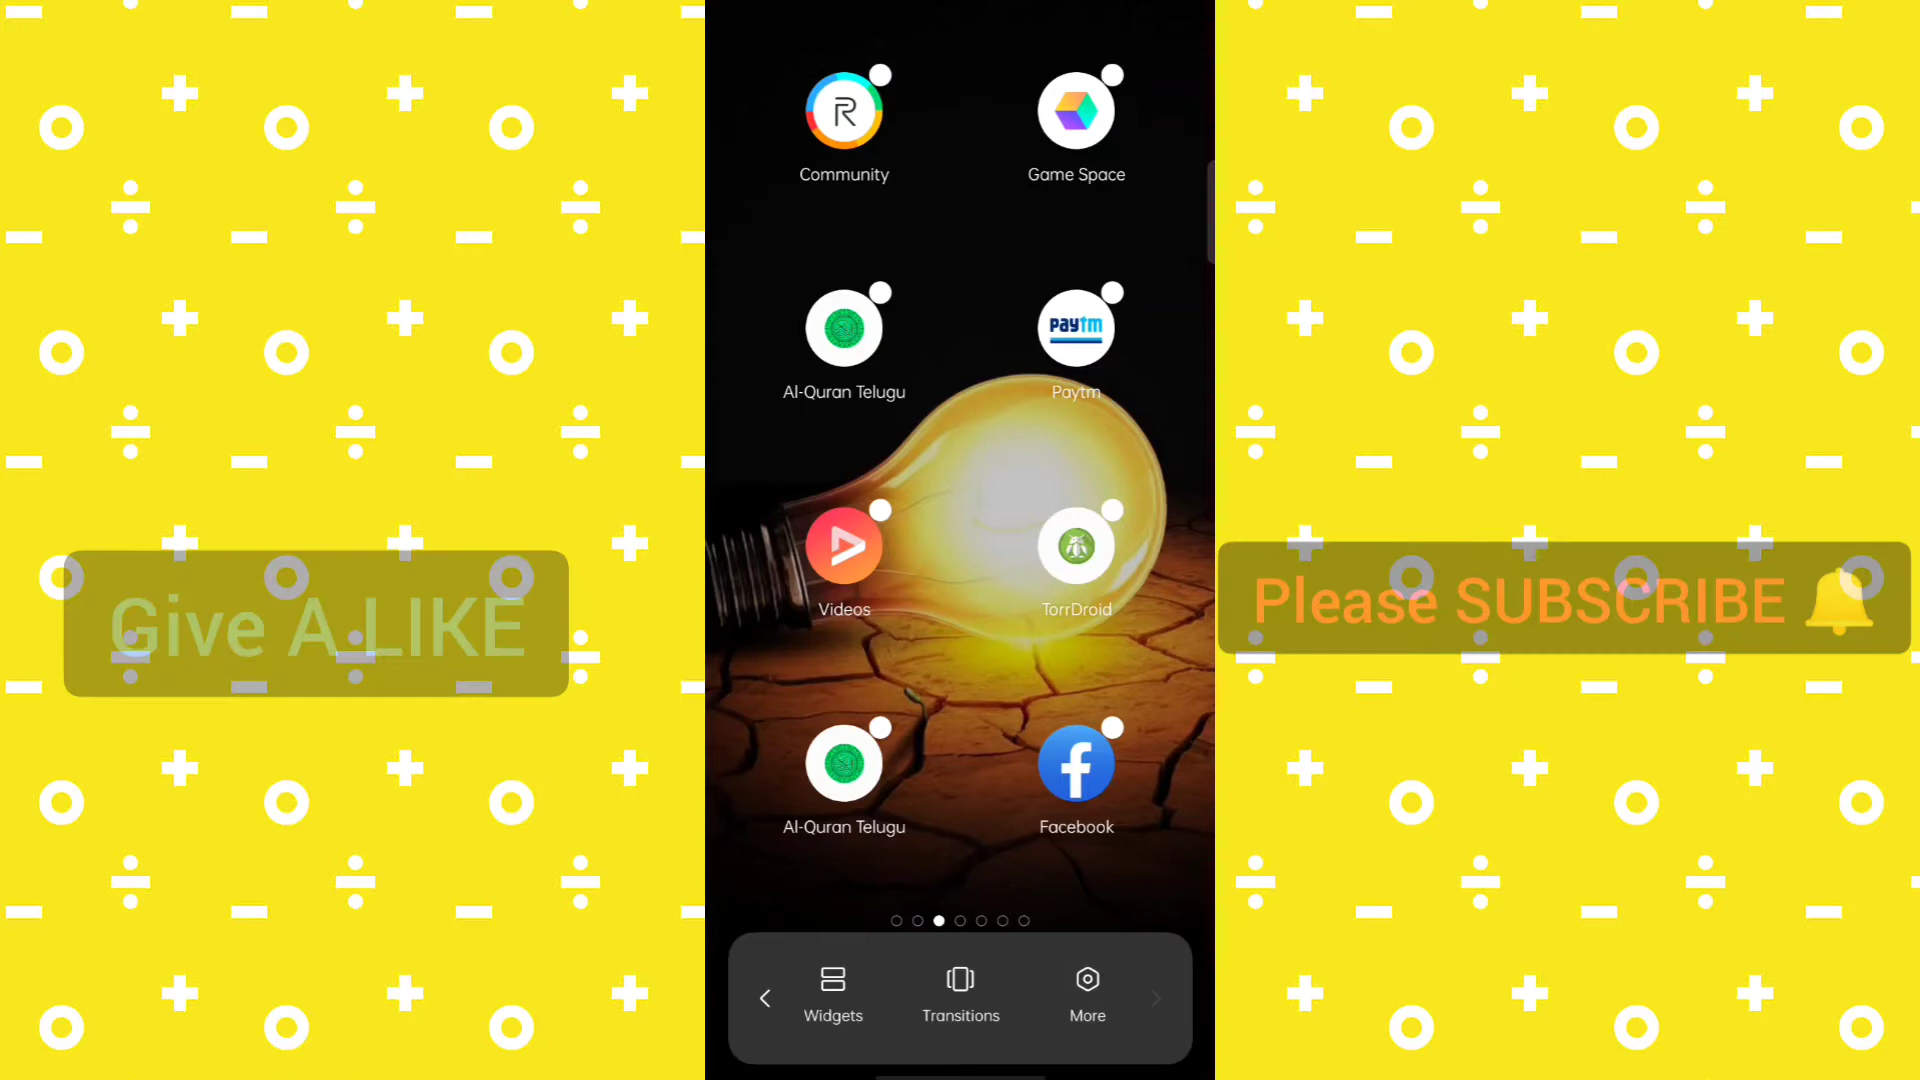 Community
Game Space
Al-Quran Telugu
paytm
Paytm
Videos
TorrDroid
Give A LIKE
Please SUBSCRIBE 🔔
Al-Quran Telugu
Facebook
Widgets
Transitions
More